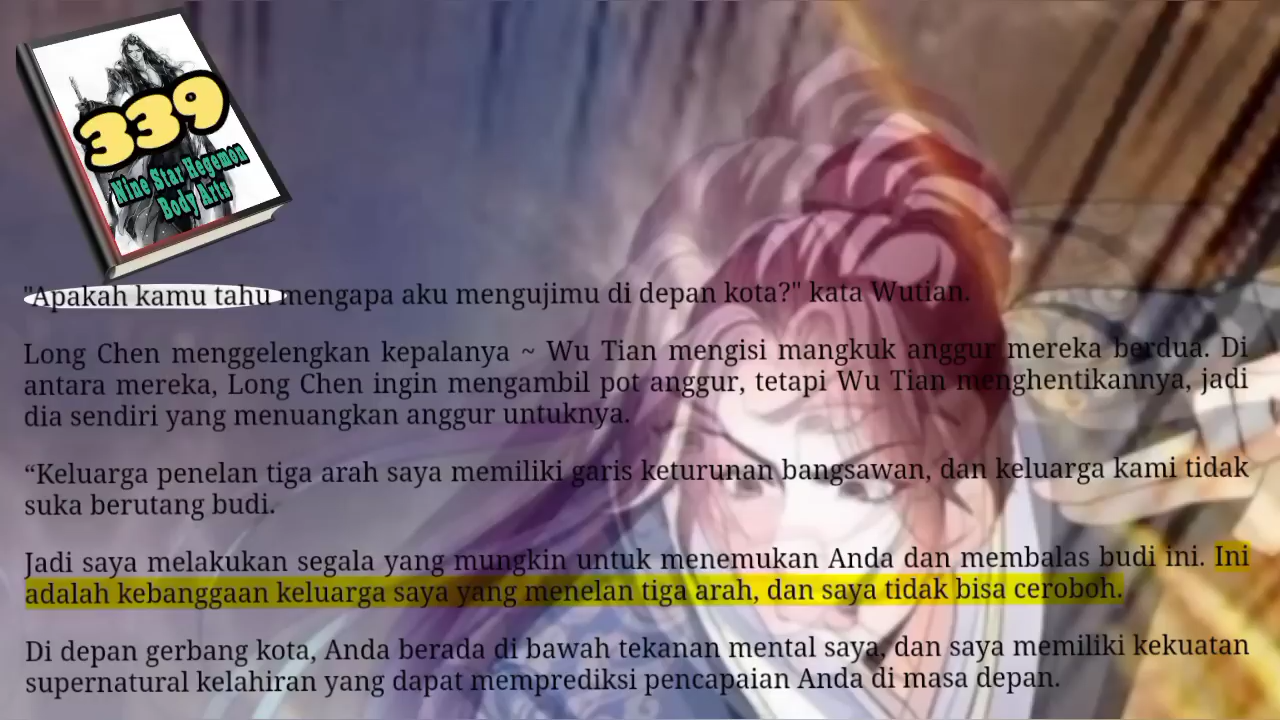 339
Nine Star Hegemon
Body Arts
"Apakah kamu tahu mengapa aku mengujimu di depan kota?" kata Wutian.
Long Chen menggelengkan kepalanya ~ Wu Tian mengisi mangkuk anggur mereka berdua. Di
antara mereka, Long Chen ingin mengambil pot anggur, tetapi Wu Tian menghentikannya, jadi
dia sendiri yang menuangkan anggur untuknya.
“Keluarga penelan tiga arah saya memiliki garis keturunan bangsawan, dan keluarga kami tidak
suka berutang budi.
Jadi saya melakukan segala yang mungkin untuk menemukan Anda dan membalas budi ini. Ini
adalah kebanggaan keluarga saya yang menelan tiga arah, dan saya tidak bisa ceroboh.
Di depan gerbang kota, Anda berada di bawah tekanan mental saya, dan saya memiliki kekuatan
supernatural kelahiran yang dapat memprediksi pencapaian Anda di masa depan.